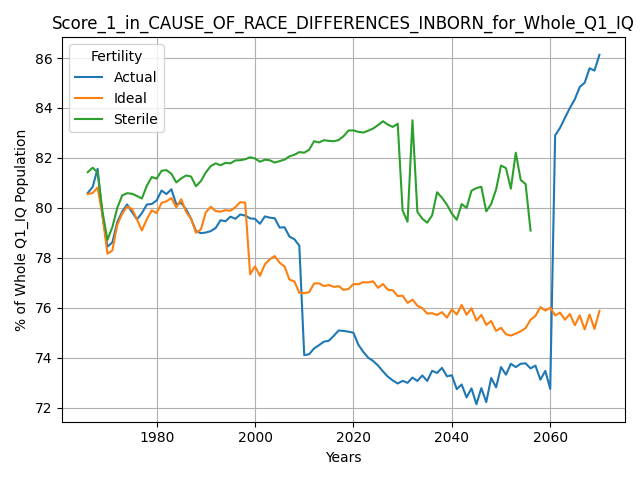 Score_1_in_CAUSE_OF_RACE_DIFFERENCES_INBORN_for_Whole_Q1_IQ
Fertility
Actual
Ideal
Sterile
% of Whole Q1_IQ Population
86
84
82
80
78
76
74
72
1980
2000
2020
2040
2060
Years